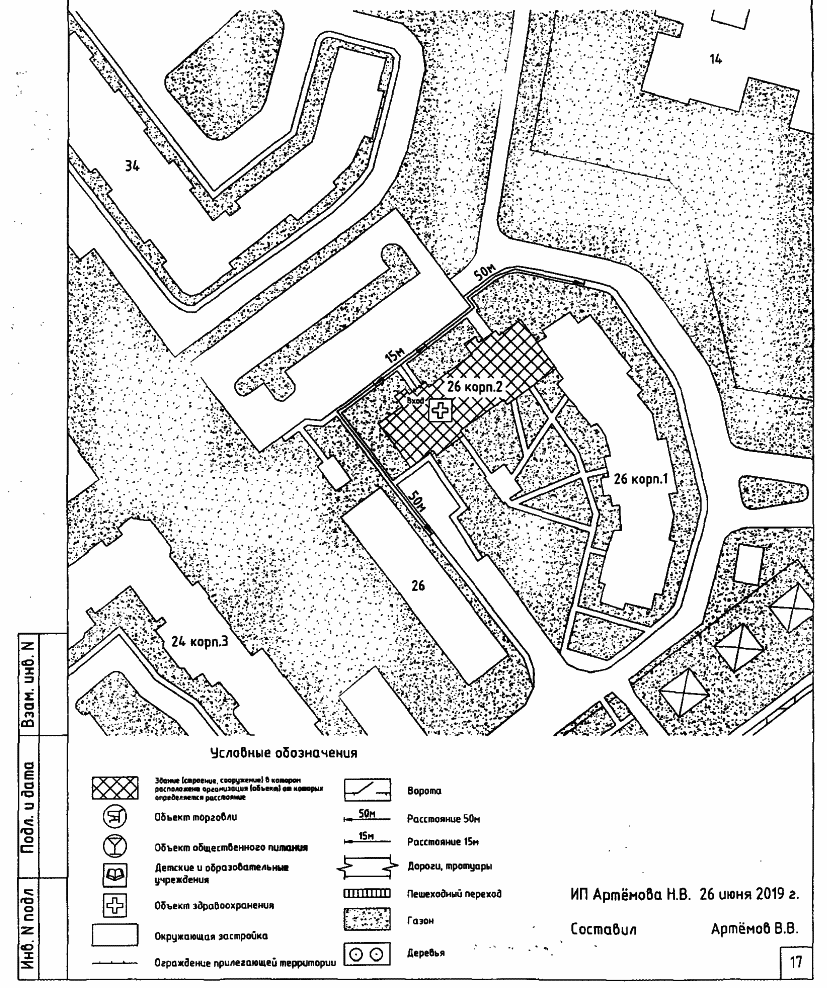 14
34
50м
15м
26 корп.2
Вход
26 корп.1
50м
26
24 корп.3
Взам. инв. N
Подп. и дата
Инв. N подл
Условные обозначения
Здание (строение, сооружение) в котором
расположена организация (объект) от которых
определяется расстояние
Объект торговли
Объект общественного питания
Детские и образовательные
учреждения
Объект здравоохранения
Окружающая застройка
Ограждение прилегающей территории
Ворота
50м
Расстояние 50м
15м
Расстояние 15м
Дороги, тротуары
Пешеходный переход
Газон
Деревья
ИП Артёмова Н.В. 26 июня 2019 г.
Составил Артёмов В.В.
17